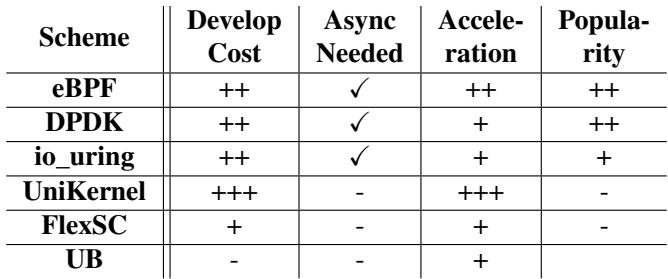 Scheme Develop Cost Async Needed Accele-ration Popula-rity
eBPF ++ ✓ ++ ++
DPDK ++ ✓ + ++
io_uring ++ ✓ + +
UniKernel +++ - +++ -
FlexSC + - + -
UB - - +